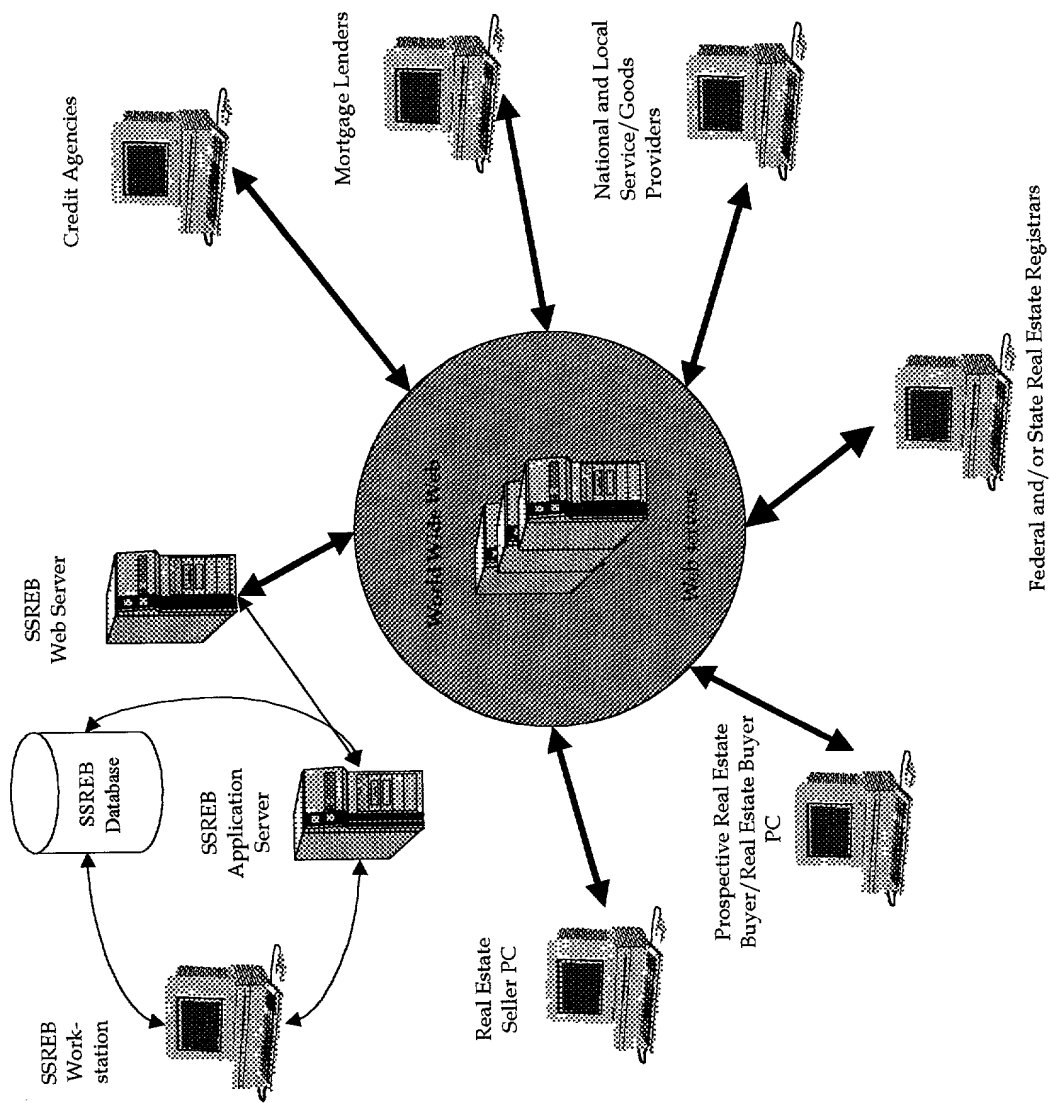 SSREB
Work-
station
SSREB
Database
SSREB
Application
Server
SSREB
Web Server
Credit Agencies
Mortgage Lenders
National and Local
Service/Goods
Providers
World Wide Web
Web servers
Real Estate
Seller PC
Prospective Real Estate
Buyer/Real Estate Buyer
PC
Federal and/or State Real Estate Registrars